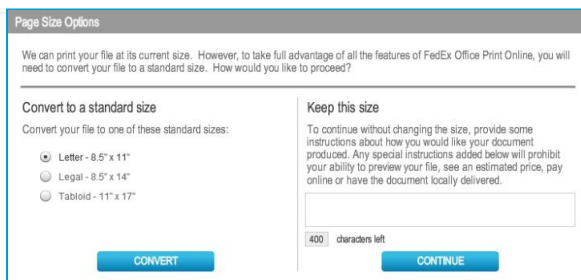 Page Size Options
We can print your file at its current size. However, to take full advantage of all the features of FedEx Office Print Online, you will
need to convert your file to a standard size. How would you like to proceed?
Convert to a standard size
Convert your file to one of these standard sizes:
Letter - 8.5" x 11"
Legal - 8.5" x 14"
Tabloid - 11" x 17"
CONVERT
Keep this size
To continue without changing the size, provide some
instructions about how you would like your document
produced. Any special instructions added below will prohibit
your ability to preview your file, see an estimated price, pay
online or have the document locally delivered.
400 characters left
CONTINUE